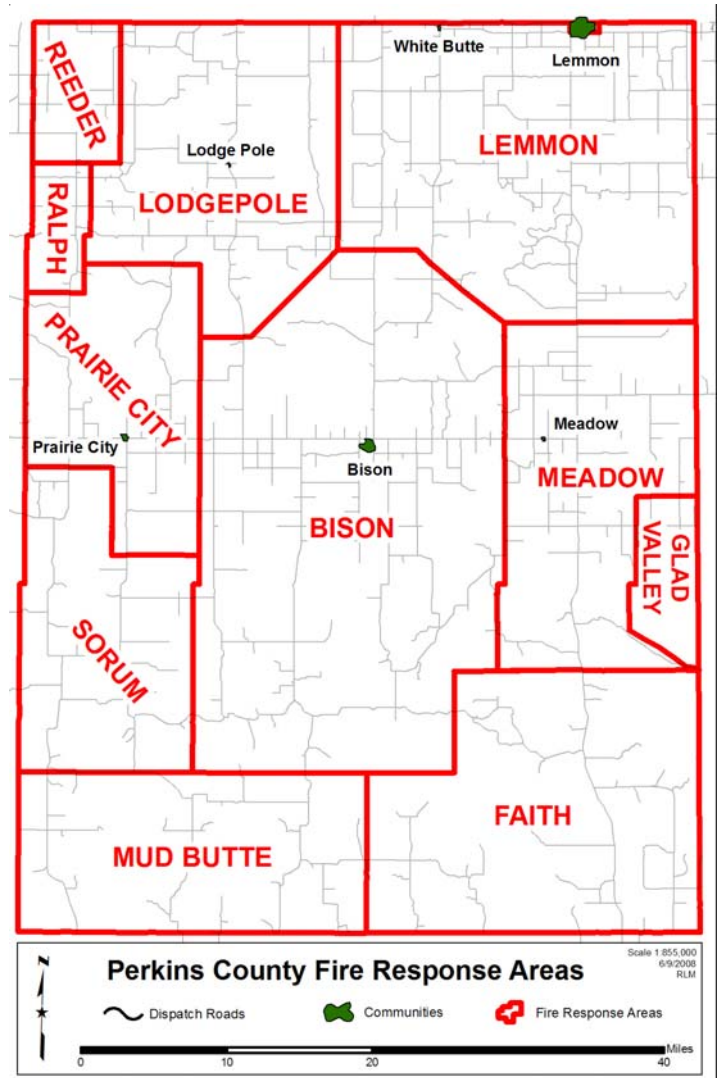 White Butte
Lemmon
REEDER
LEMMON
Lodge Pole
LODGEPOLE
RALPH
PRAIRIE CITY
Prairie City
Bison
Meadow
MEADOW
BISON
GLAD
VALLEY
SORUM
FAITH
MUD BUTTE
Scale 1:855,000
6/9/2008
RLM
Perkins County Fire Response Areas
N
Dispatch Roads
Communities
Fire Response Areas
Miles
0
10
20
40